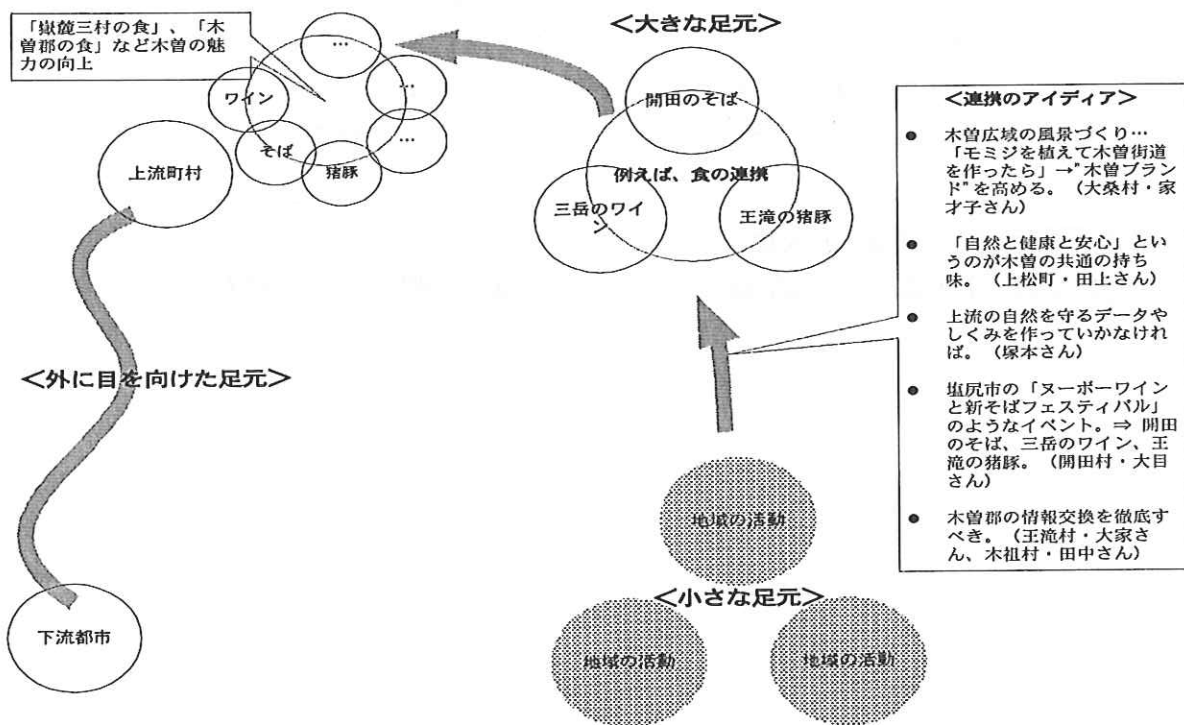 「嶽麓三村の食」、「木
曽郡の食」など木曽の魅
力の向上
…
…
…
ワイン
そば
猪豚
上流町村
<外に目を向けた足元>
下流都市
<大きな足元>
開田のそば
例えば、食の連携
三岳のワイ
ン
王滝の猪豚
地域の活動
<小さな足元>
地域の活動
地域の活動
<連携のアイディア>
● 木曽広域の風景づくり…
「モミジを植えて木曽街道
を作ったら」→"木曽ブラン
ド"を高める。（大桑村・家
才子さん）
● 「自然と健康と安心」とい
うのが木曽の共通の持ち
味。（上松町・田上さん）
● 上流の自然を守るデータや
しくみを作っていかなけれ
ば。（塚本さん）
● 塩尻市の「ヌーボーワイン
と新そばフェスティバル」
のようなイベント。⇒ 開田
のそば、三岳のワイン、王
滝の猪豚。（開田村・大目
さん）
● 木曽郡の情報交換を徹底す
べき。（王滝村・大家さ
ん、木祖村・田中さん）